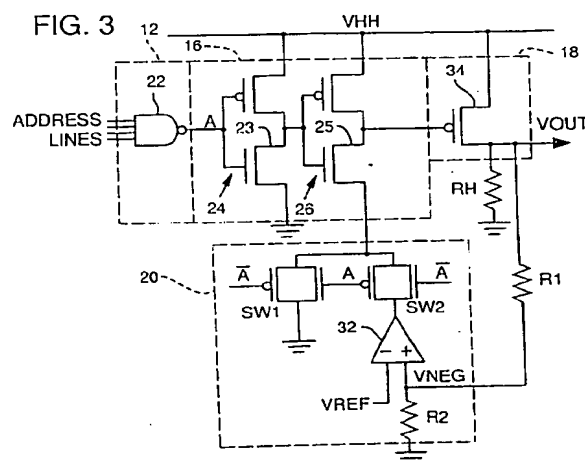 FIG. 3
12
16
VHH
18
22
34
ADDRESS
LINES
A
23
25
VOUT
24
26
RH
20
A
A
A
SW1
SW2
R1
32
- +
VNEG
VREF
R2